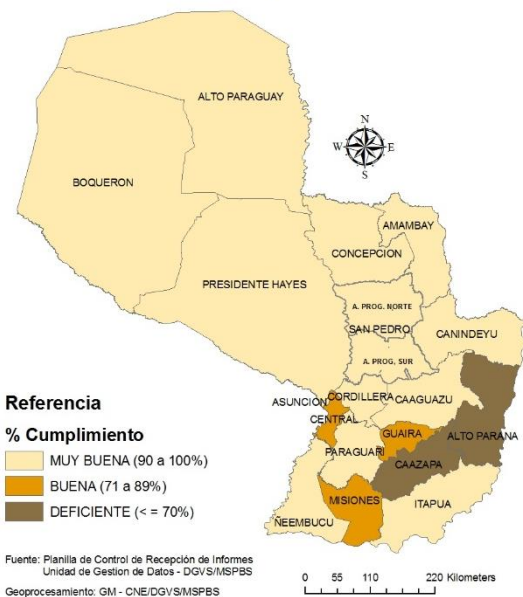 ALTO PARAGUAY
N
W E
S
BOQUERON
AMAMBAY
CONCEPCION
PRESIDENTE HAYES
A. PROG. NORTE
SAN PEDRO
CANINDEYU
A. PROG. SUR
ASUNCION
CORDILLERA
CAAGUAZU
CENTRAL
GUAIRA
ALTO PARANA
PARAGUARI
CAAZAPA
MISIONES
ITAPUA
ÑEEMBUCU
Referencia
% Cumplimiento
MUY BUENA (90 a 100%)
BUENA (71 a 89%)
DEFICIENTE (< = 70%)
Fuente: Planilla de Control de Recepción de Informes
Unidad de Gestion de Datos - DGVS/MSPBS
Geoprocesamiento: GM - CNE/DGVS/MSPBS
0 55 110 220 Kilometers